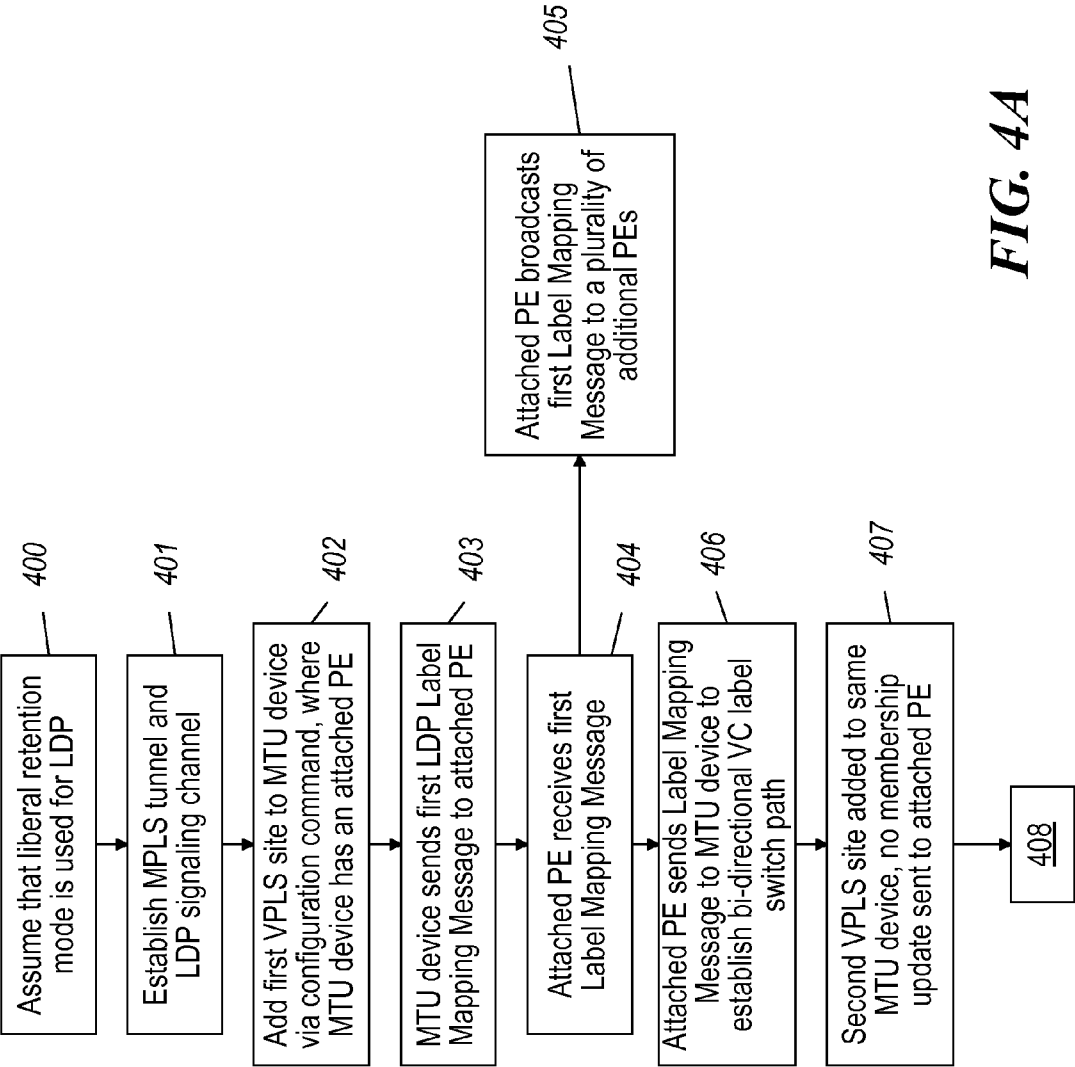 Assume that liberal retention
mode is used for LDP
400
Establish MPLS tunnel and
LDP signaling channel
401
Add first VPLS site to MTU device
via configuration command, where
MTU device has an attached PE
402
MTU device sends first LDP Label
Mapping Message to attached PE
403
Attached PE receives first
Label Mapping Message
404
Attached PE broadcasts
first Label Mapping
Message to a plurality of
additional PEs
405
Attached PE sends Label Mapping
Message to MTU device to
establish bi-directional VC label
switch path
406
Second VPLS site added to same
MTU device, no membership
update sent to attached PE
407
408
FIG. 4A